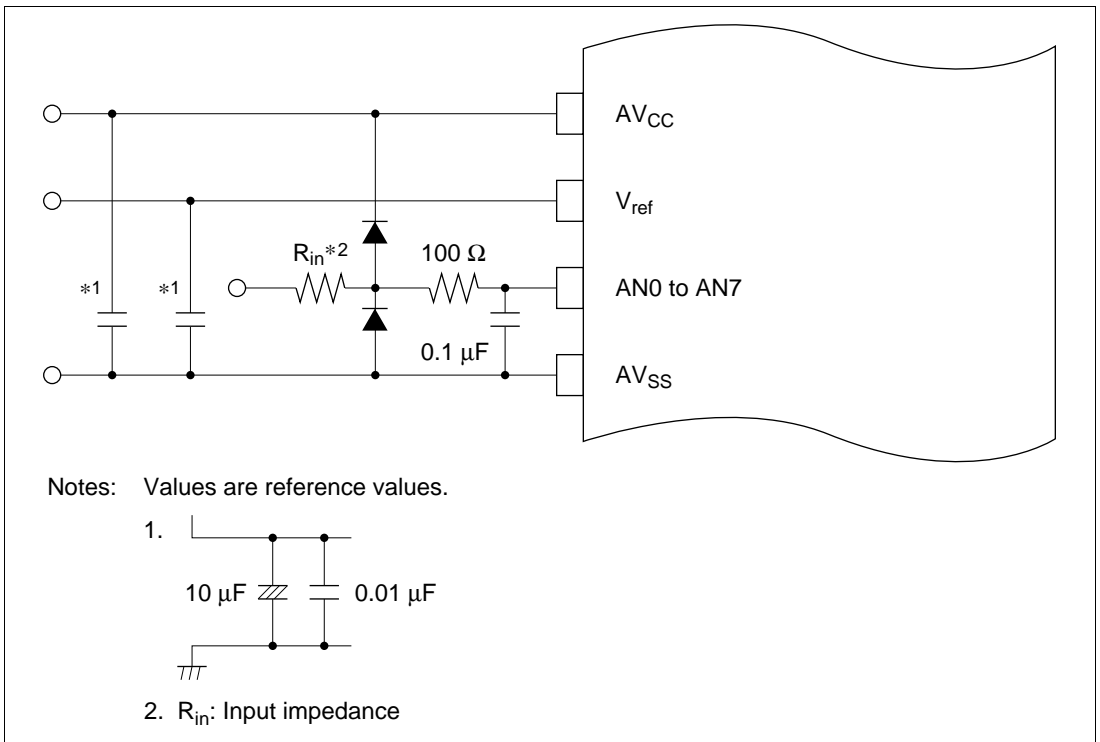 AVCC
Vref
Rin*2
100 Ω
*1
*1
AN0 to AN7
0.1 μF
AVSS
Notes: Values are reference values.
1.
10 μF
0.01 μF
2. Rin: Input impedance